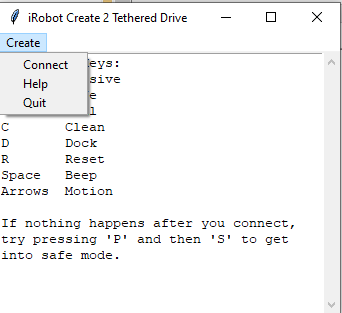 iRobot Create 2 Tethered Drive
Create
Connect
Help
Quit
eys:
sive
e
l
C Clean
D Dock
R Reset
Space Beep
Arrows Motion
If nothing happens after you connect,
try pressing 'P' and then 'S' to get
into safe mode.